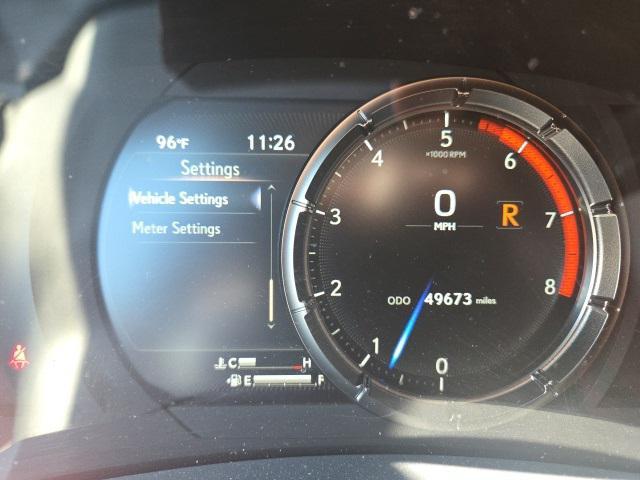 96°F 11:26
Settings
Vehicle Settings
Meter Settings
C H
E F
5
×1000 RPM
4 6
3 7
2 8
1 0
0
MPH
R
ODO 49673 miles